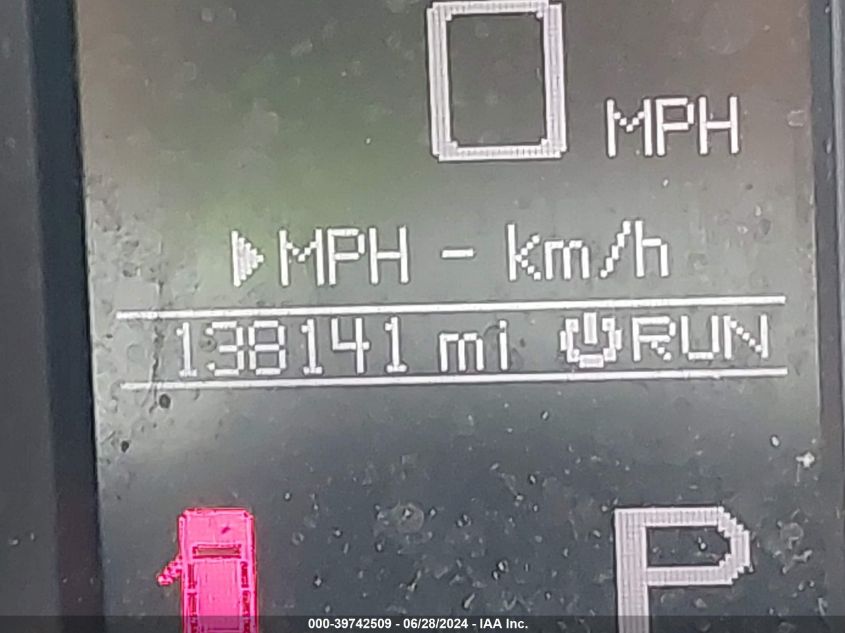 0 MPH
MPH - km/h
138141 mi RUN
P
000-39742509 - 06/28/2024 - IAA Inc.